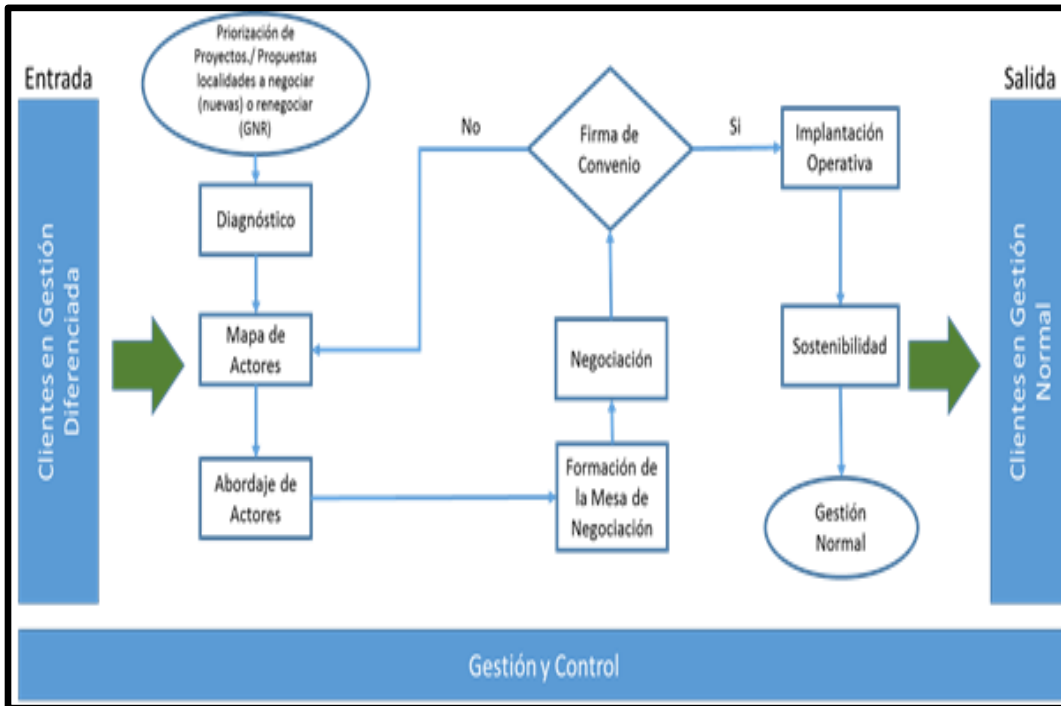 Entrada
Clientes en Gestión
Diferenciada
Priorización de
Proyectos./ Propuestas
localidades a negociar
(nuevas) o renegociar
(GNR)
Diagnóstico
Mapa de
Actores
Abordaje de
Actores
No
Firma de
Convenio
Si
Negociación
Formación de
la Mesa de
Negociación
Implantación
Operativa
Sostenibilidad
Gestión
Normal
Salida
Clientes en Gestión
Normal
Gestión y Control